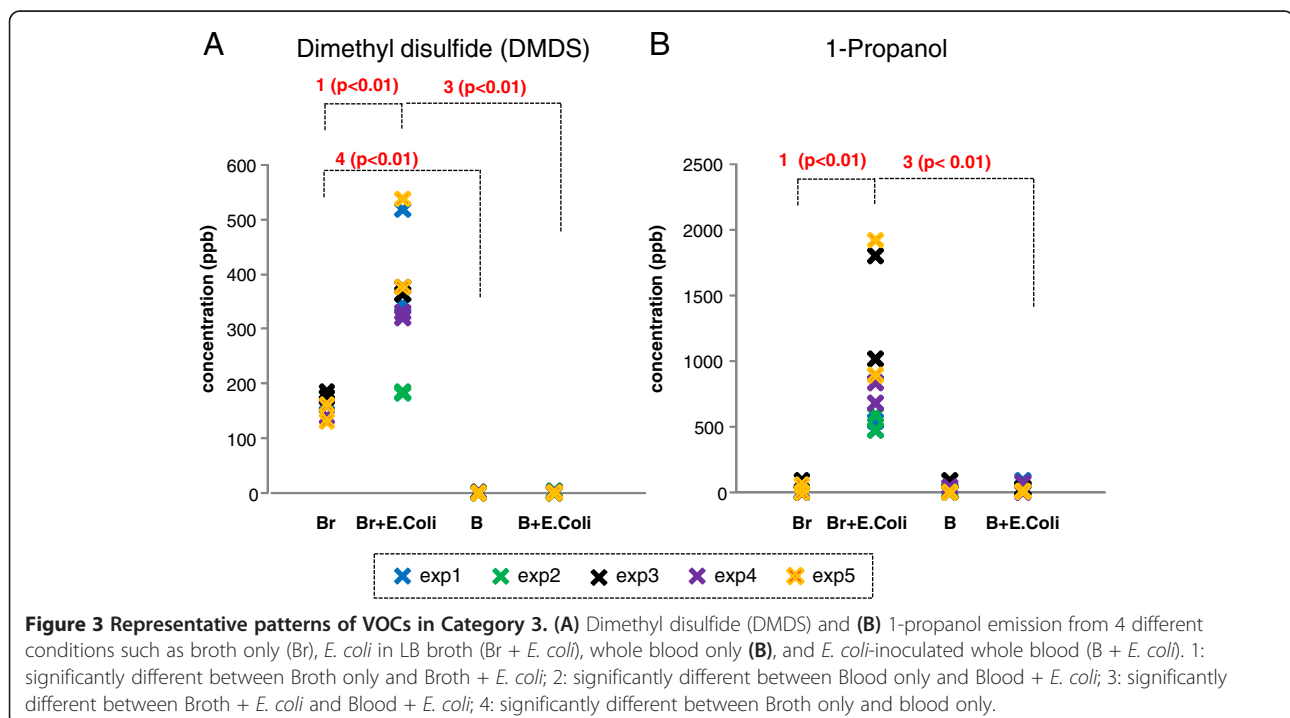 A Dimethyl disulfide (DMDS)
1 (p<0.01) 3 (p<0.01)
4 (p<0.01)
concentration (ppb)
600
500
400
300
200
100
0
Br Br+E.Coli B B+E.Coli
B 1-Propanol
1 (p<0.01) 3 (p< 0.01)
concentration (ppb)
2500
2000
1500
1000
500
0
Br Br+E.Coli B B+E.Coli
exp1 exp2 exp3 exp4 exp5
Figure 3 Representative patterns of VOCs in Category 3. (A) Dimethyl disulfide (DMDS) and (B) 1-propanol emission from 4 different
conditions such as broth only (Br), E. coli in LB broth (Br + E. coli), whole blood only (B), and E. coli-inoculated whole blood (B + E. coli). 1:
significantly different between Broth only and Broth + E. coli; 2: significantly different between Blood only and Blood + E. coli; 3: significantly
different between Broth + E. coli and Blood + E. coli; 4: significantly different between Broth only and blood only.